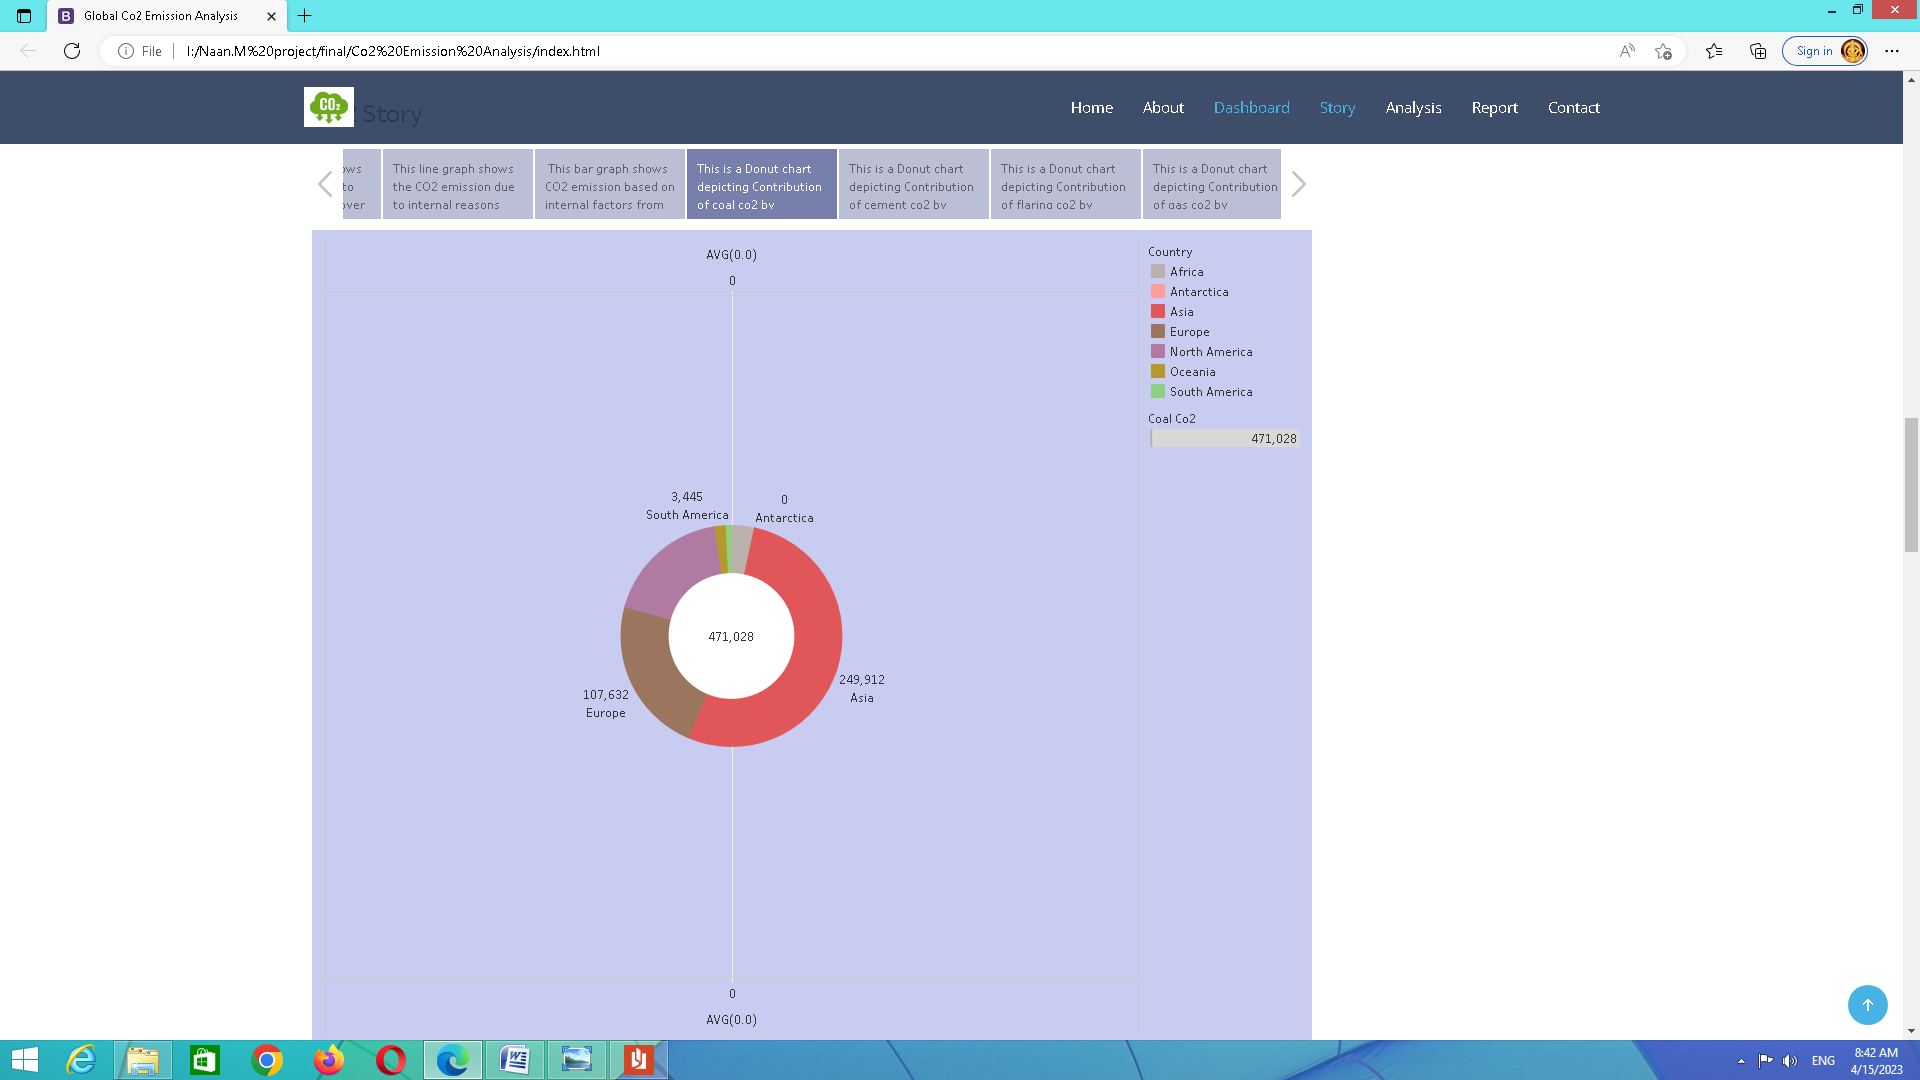 Global Co2 Emission Analysis
File
I:/Naan.M%20project/final/Co2%20Emission%20Analysis/index.html
Sign in
CO₂
Story
Home
About
Dashboard
Story
Analysis
Report
Contact
ows
to
over
This line graph shows
the CO2 emission due
to internal reasons
This bar graph shows
CO2 emission based on
internal factors from
This is a Donut chart
depicting Contribution
of coal co2 by
This is a Donut chart
depicting Contribution
of cement co2 by
This is a Donut chart
depicting Contribution
of flaring co2 by
This is a Donut chart
depicting Contribution
of gas co2 by
AVG(0.0)
0
3,445
South America
0
Antarctica
471,028
249,912
Asia
107,632
Europe
0
AVG(0.0)
Country
Africa
Antarctica
Asia
Europe
North America
Oceania
South America
Coal Co2
471,028
ENG
8:42 AM
4/15/2023